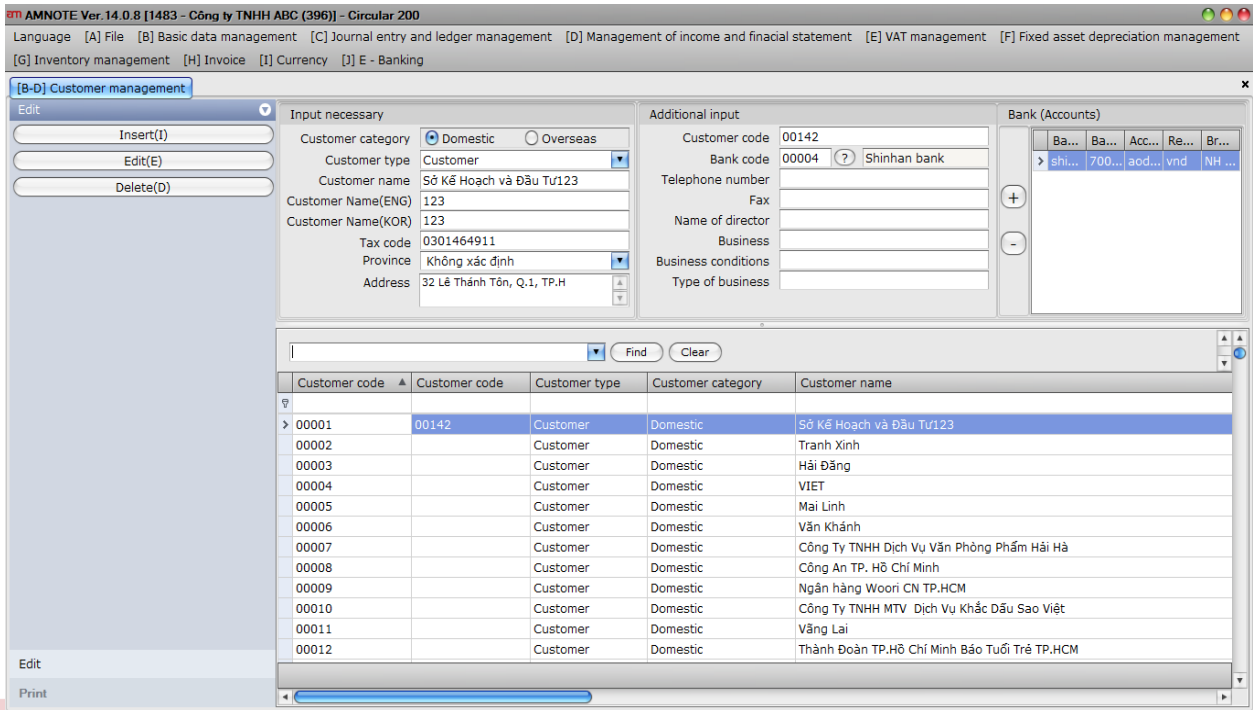 am AMNOTE Ver.14.0.8 [1483 - Công ty TNHH ABC (396)] - Circular 200
Language [A] File [B] Basic data management [C] Journal entry and ledger management [D] Management of income and finacial statement [E] VAT management [F] Fixed asset depreciation management
[G] Inventory management [H] Invoice [I] Currency [J] E - Banking
[B-D] Customer management x
Edit
Insert(I)
Edit(E)
Delete(D)
Input necessary
Customer category Domestic Overseas
Customer type Customer
Customer name Sở Kế Hoạch và Đầu Tư123
Customer Name(ENG) 123
Customer Name(KOR) 123
Tax code 0301464911
Province Không xác định
Address 32 Lê Thánh Tôn, Q.1, TP.H
Additional input
Customer code 00142
Bank code 00004 ? Shinhan bank
Telephone number
Fax
Name of director
Business
Business conditions
Type of business
Bank (Accounts)
+
-
Ba... Ba... Acc... Re... Br...
shi... 700... aod... vnd NH ...
Find Clear
Customer code Customer code Customer type Customer category Customer name
00001 00142 Customer Domestic Sở Kế Hoạch và Đầu Tư123
00002 Customer Domestic Tranh Xinh
00003 Customer Domestic Hải Đăng
00004 Customer Domestic VIET
00005 Customer Domestic Mai Linh
00006 Customer Domestic Văn Khánh
00007 Customer Domestic Công Ty TNHH Dịch Vụ Văn Phòng Phẩm Hải Hà
00008 Customer Domestic Công An TP. Hồ Chí Minh
00009 Customer Domestic Ngân hàng Woori CN TP.HCM
00010 Customer Domestic Công Ty TNHH MTV Dịch Vụ Khắc Dấu Sao Việt
00011 Customer Domestic Vãng Lai
00012 Customer Domestic Thành Đoàn TP.Hồ Chí Minh Báo Tuổi Trẻ TP.HCM
Edit
Print